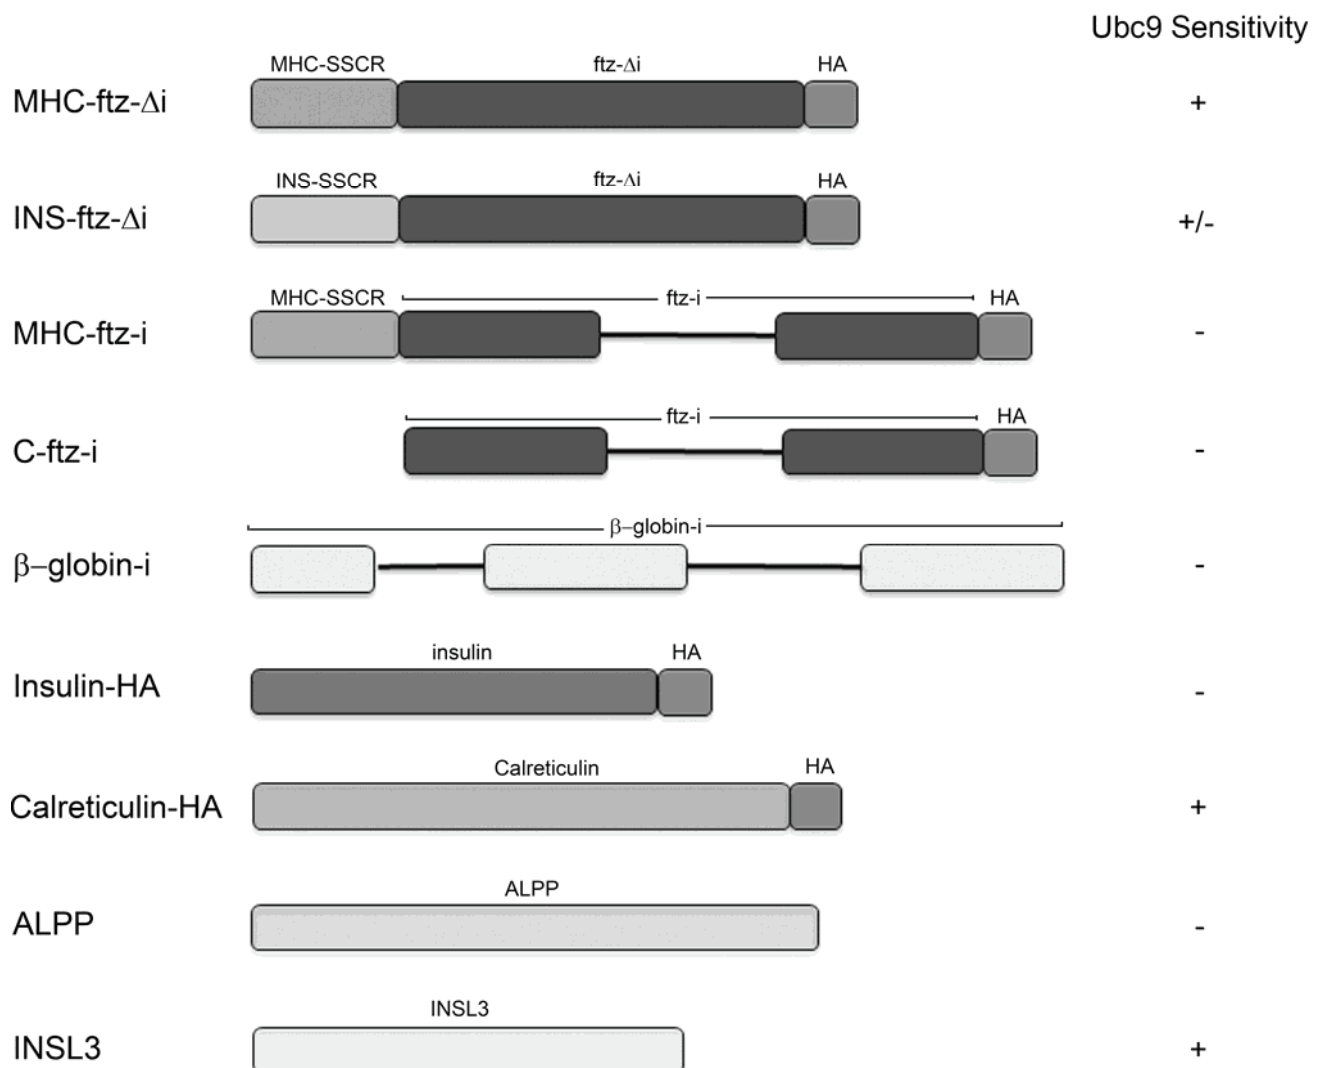 Ubc9 Sensitivity
MHC-SSCR ftz-Δi HA
MHC-ftz-Δi +
INS-SSCR ftz-Δi HA
INS-ftz-Δi +/-
MHC-SSCR ftz-i HA
MHC-ftz-i -
ftz-i HA
C-ftz-i -
β–globin-i
β–globin-i -
insulin HA
Insulin-HA -
Calreticulin HA
Calreticulin-HA +
ALPP
ALPP -
INSL3
INSL3 +